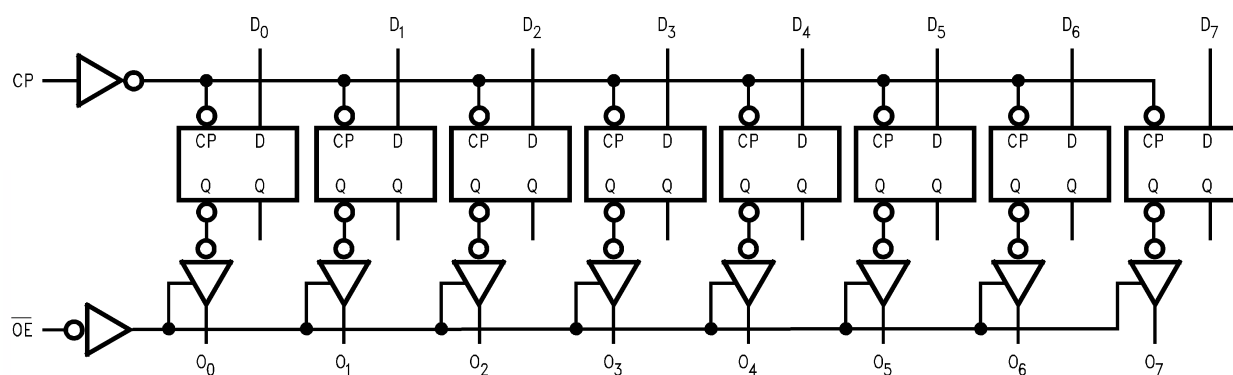 D0 D1 D2 D3 D4 D5 D6 D7
CP
CP D CP D CP D CP D CP D CP D CP D CP D
Q Q Q Q Q Q Q Q Q Q Q Q Q Q Q Q
O̅E̅
O0 O1 O2 O3 O4 O5 O6 O7